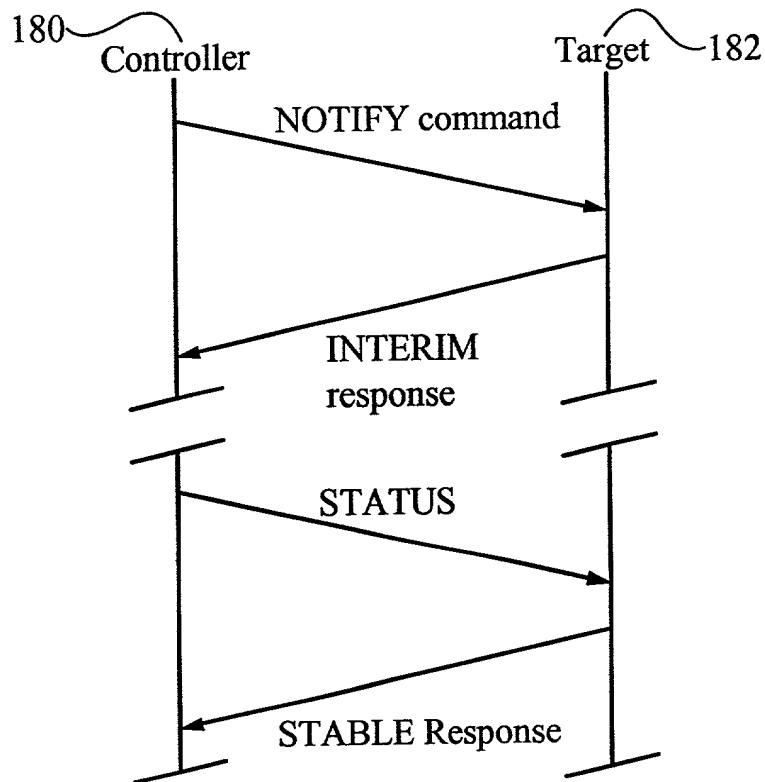 180
Controller
Target
182
NOTIFY command
INTERIM
response
STATUS
STABLE Response